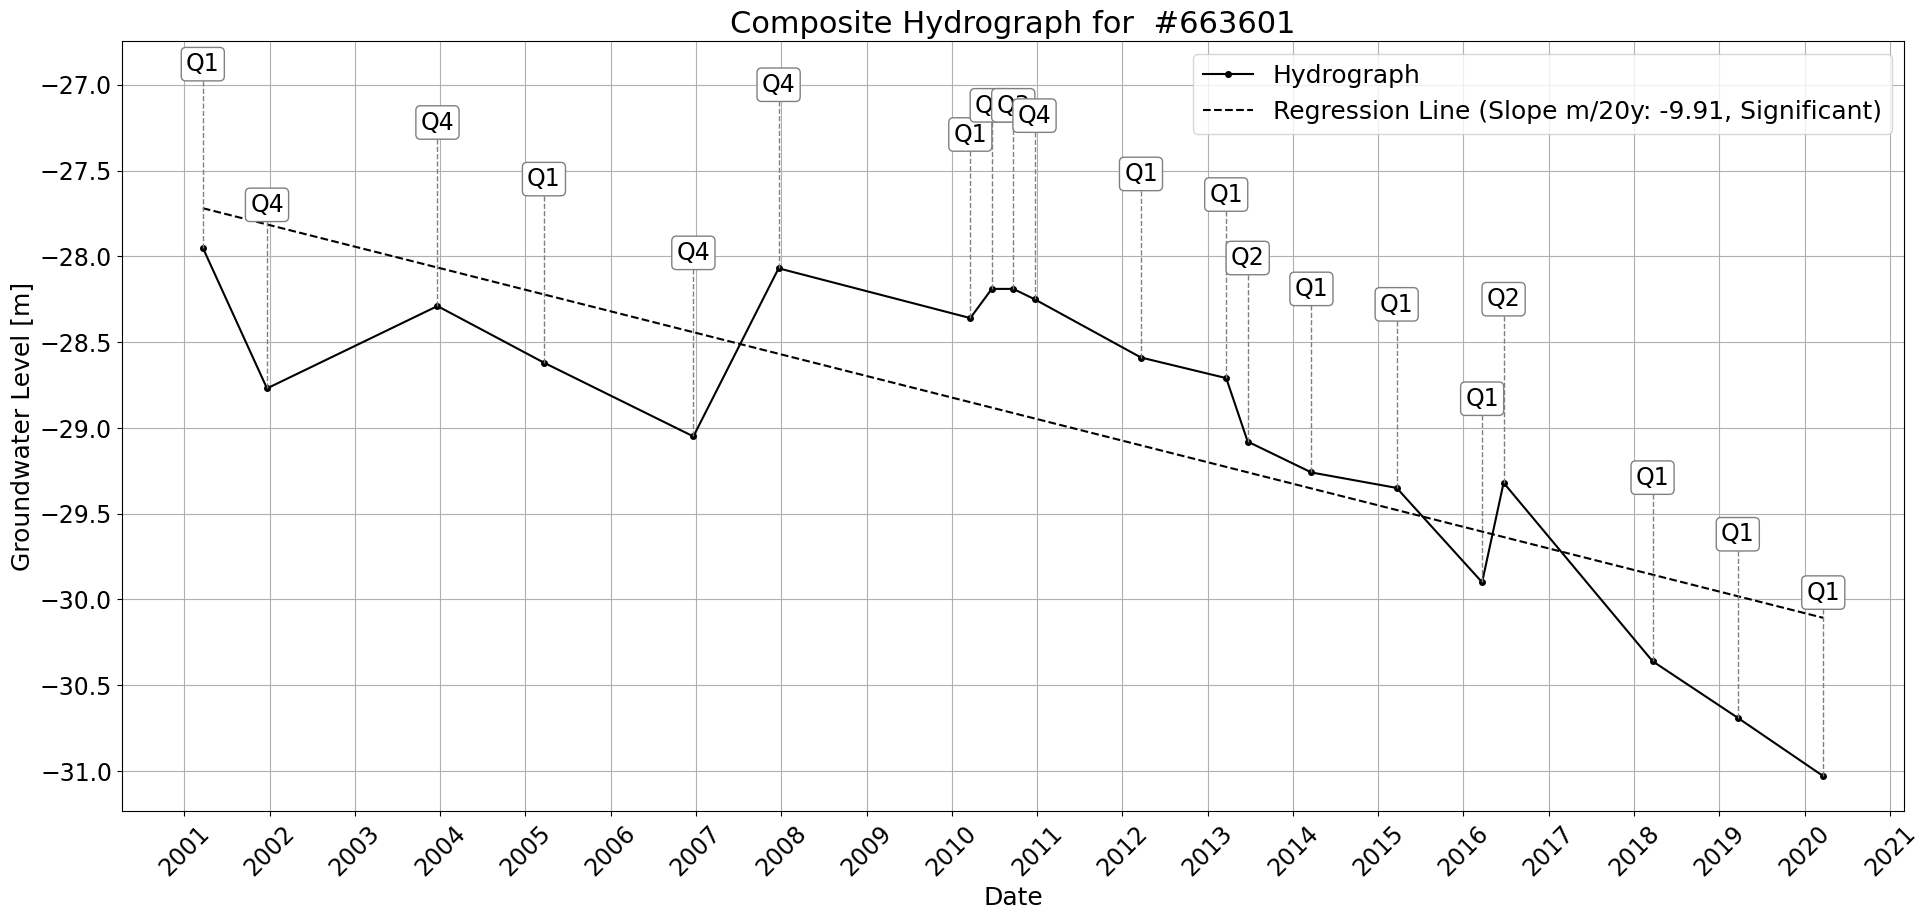 Composite Hydrograph for #663601
Hydrograph
Regression Line (Slope m/20y: -9.91, Significant)
Q1
Q4
Q4
Q1
Q4
Q4
Q1
Q4
Q1
Q1
Q2
Q1
Q1
Q1
Q2
Q1
Q1
Q1
Groundwater Level [m]
−27.0
−27.5
−28.0
−28.5
−29.0
−29.5
−30.0
−30.5
−31.0
2001
2002
2003
2004
2005
2006
2007
2008
2009
2010
2011
2012
2013
2014
2015
2016
2017
2018
2019
2020
2021
Date